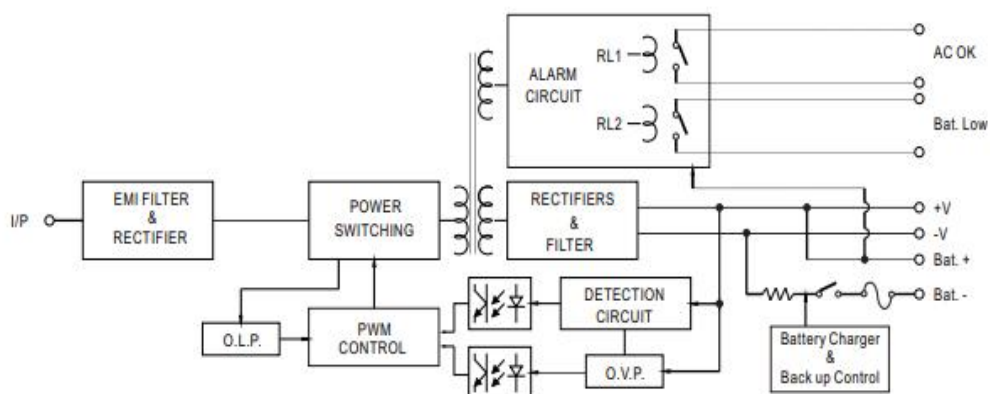 RL1
AC OK
ALARM
CIRCUIT
RL2
Bat. Low
I/P
EMI FILTER
&
RECTIFIER
POWER
SWITCHING
RECTIFIERS
&
FILTER
+V
-V
Bat. +
Bat. -
O.L.P.
PWM
CONTROL
DETECTION
CIRCUIT
O.V.P.
Battery Charger
&
Back up Control